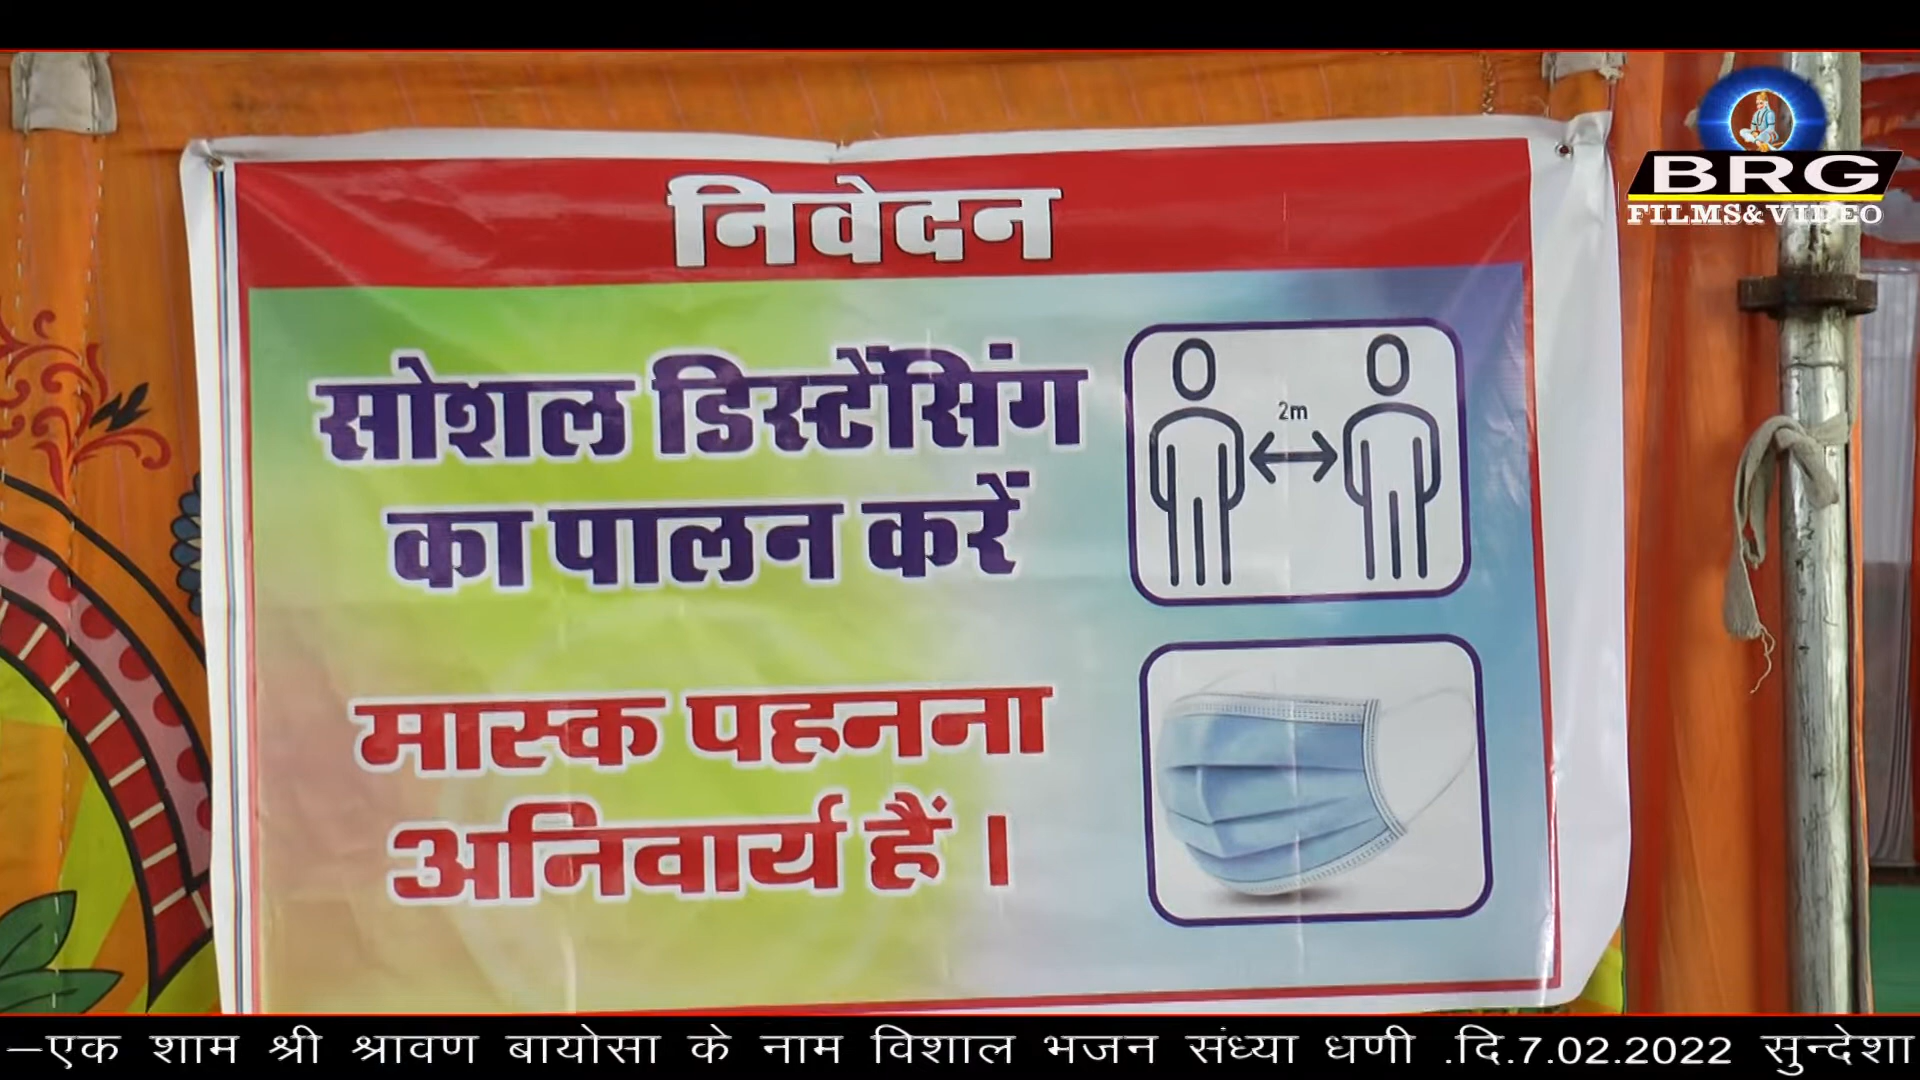 BRG
FILMS&VIDEO
निवेदन
सोशल डिस्टेंसिंग
का पालन करें
2m
मास्क पहनना
अनिवार्य हैं ।
–एक शाम श्री श्रावण बायोसा के नाम विशाल भजन संध्या धणी .दि.7.02.2022 सुन्देशा